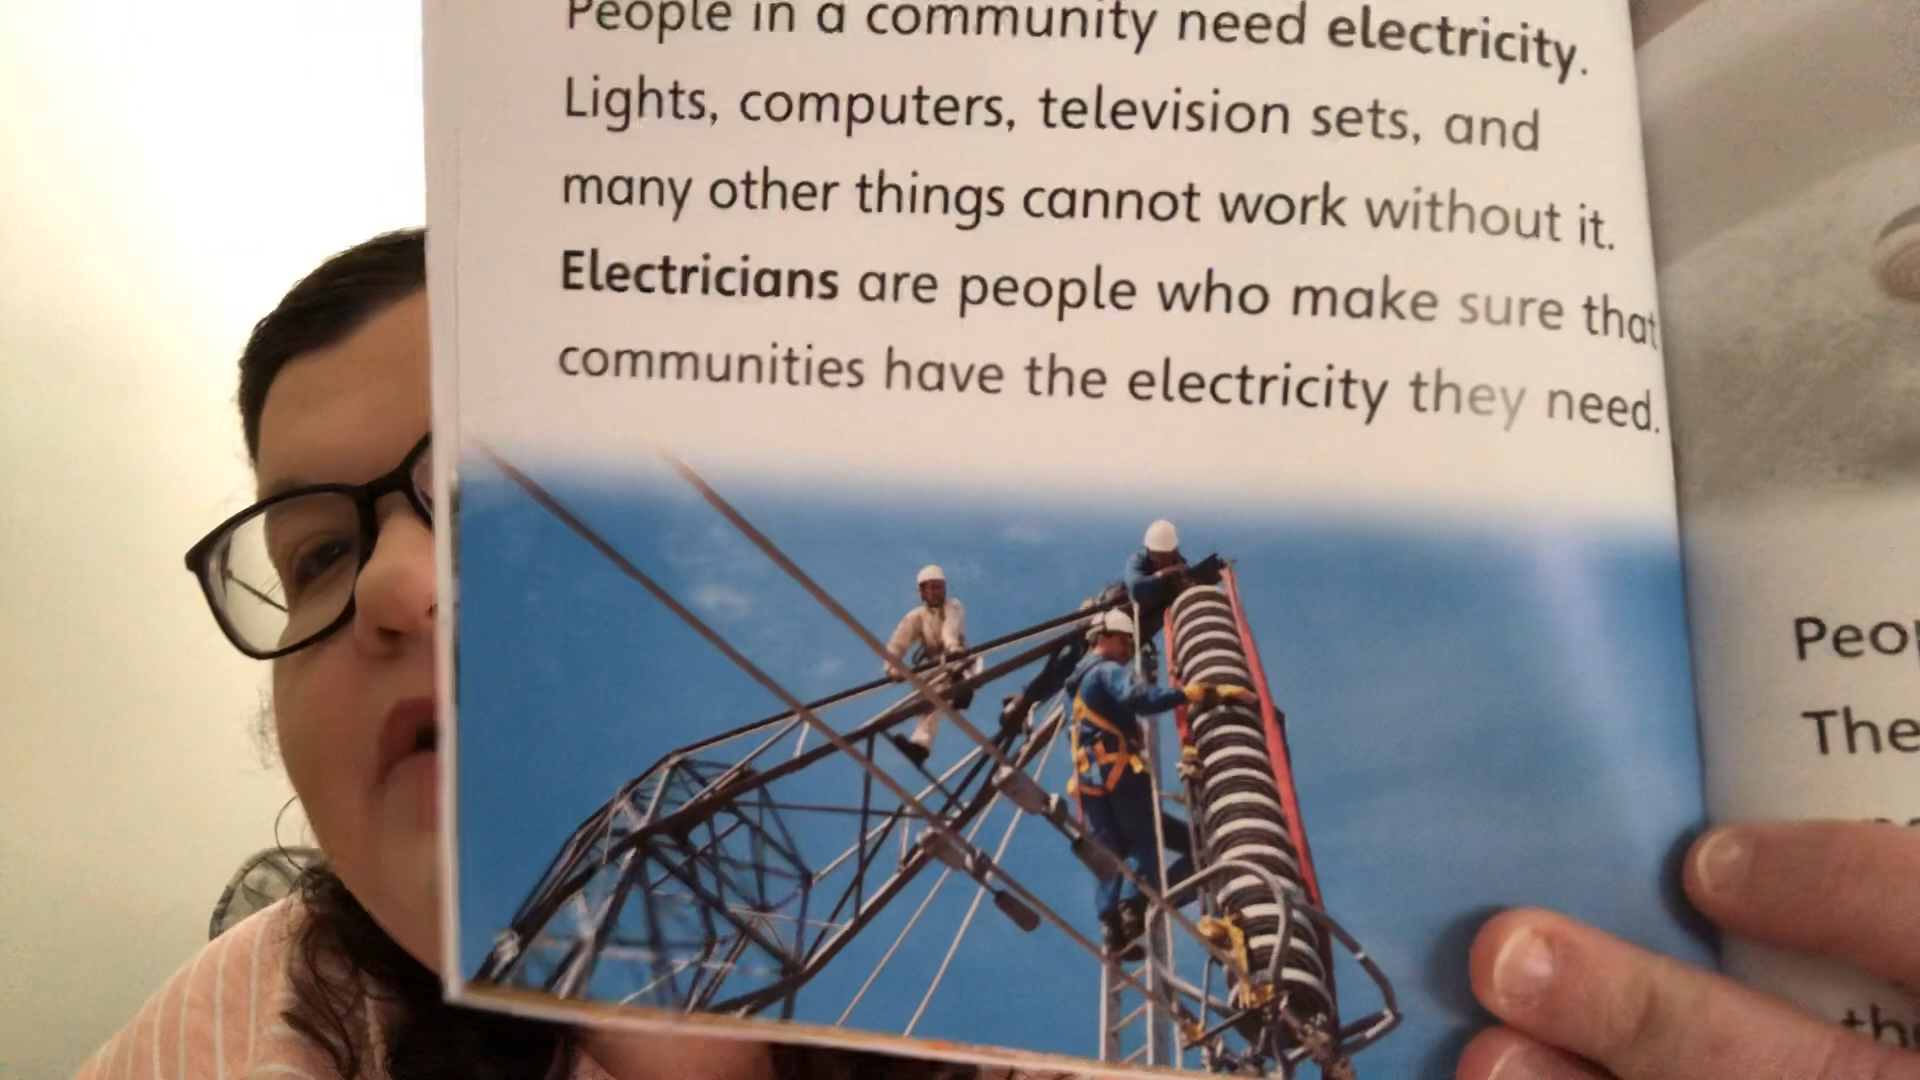 People in a community need electricity.
Lights, computers, television sets, and
many other things cannot work without it.
Electricians are people who make sure that
communities have the electricity they need.
The